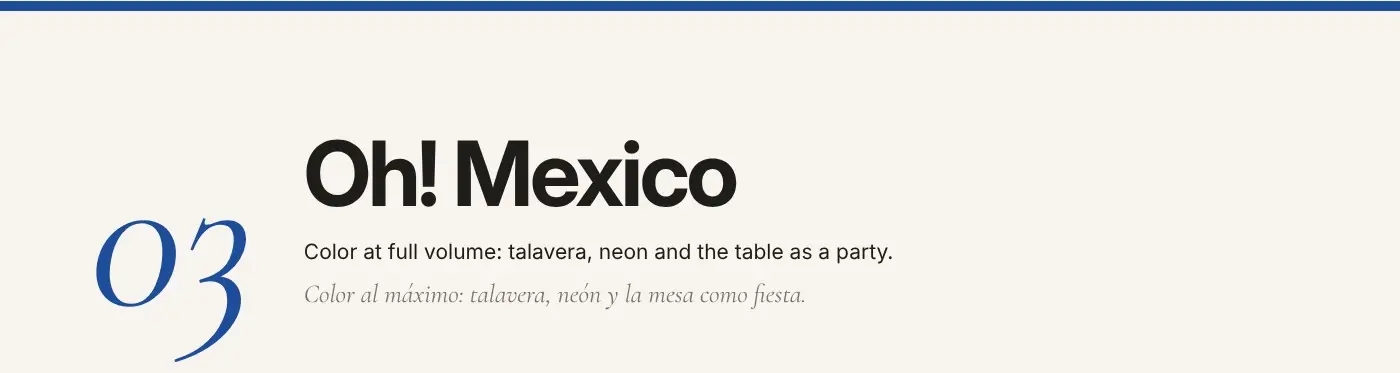 03
Oh! Mexico
Color at full volume: talavera, neon and the table as a party.
Color al máximo: talavera, neón y la mesa como fiesta.